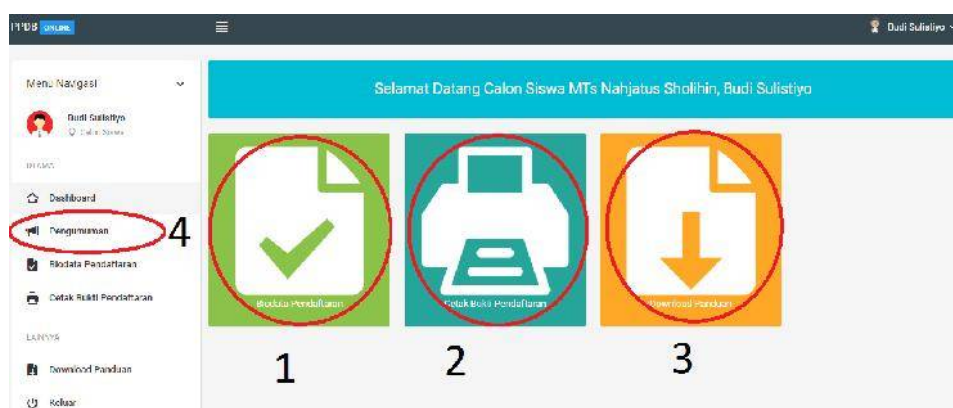 PPDB ONLINE
Budi Sulistiyo
Menu Navigasi
Selamat Datang Calon Siswa MTs Nahjatus Sholihin, Budi Sulistiyo
Budi Sulistiyo
Calon Siswa
UTAMA
Dashboard
Pengumuman
4
Biodata Pendaftaran
Cetak Bukti Pendaftaran
Biodata Pendaftaran
Cetak Bukti Pendaftaran
Download Panduan
1
2
3
LAINNYA
Download Panduan
Keluar